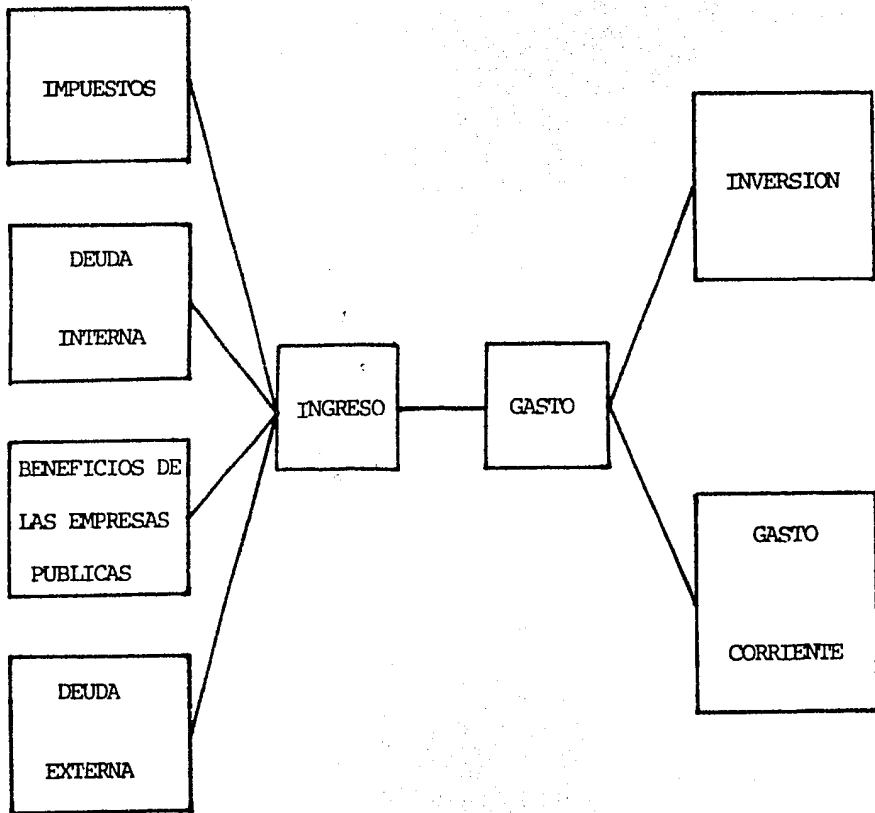 IMPUESTOS
DEUDA
INTERNA
BENEFICIOS DE
LAS EMPRESAS
PUBLICAS
DEUDA
EXTERNA
INGRESO
GASTO
INVERSION
GASTO
CORRIENTE